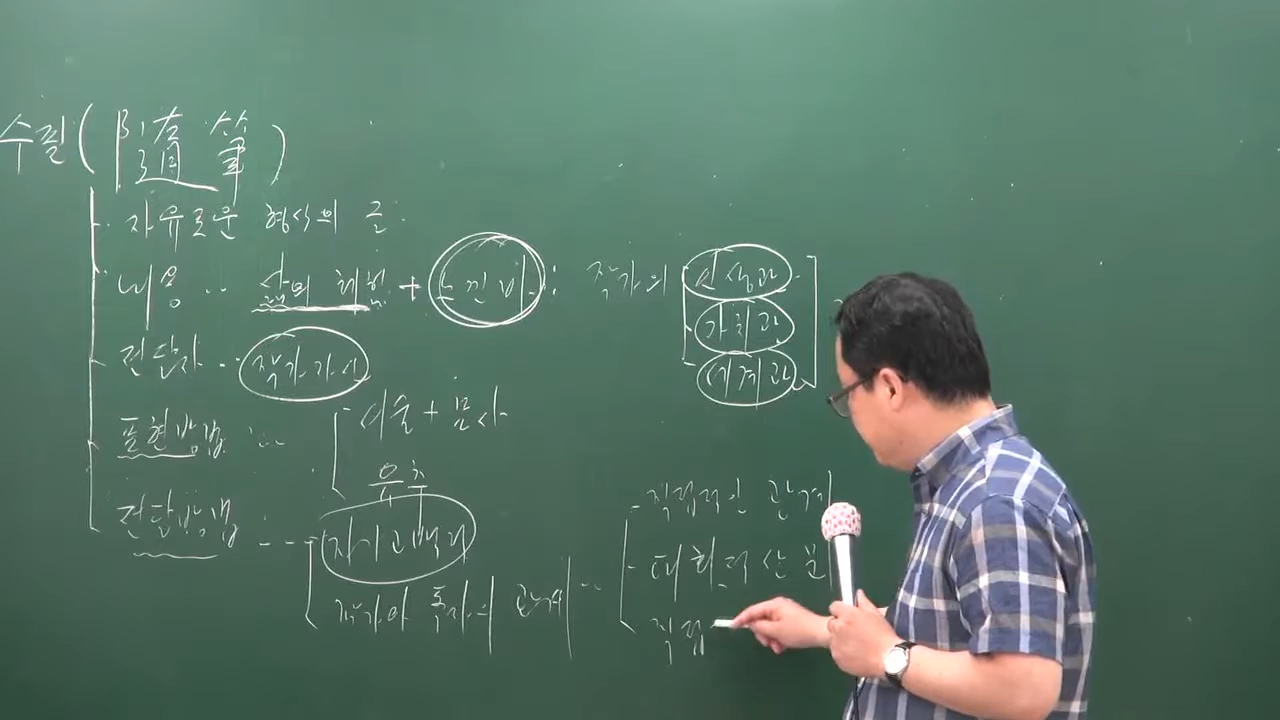 수필(隨筆)
자유로운 형식의 글
내용 ‥ 삶의 체험 + 느낀 바 : 작가의 인생관
가치관
세계관
전달자 ‥ 작가가 시
표현방법 ‥ 서술 + 묘사
유추
전달방법 ‥ 자기고백적
작가와 독자의 관계 ‥ 직접적인 관계
대화적 산문
직접